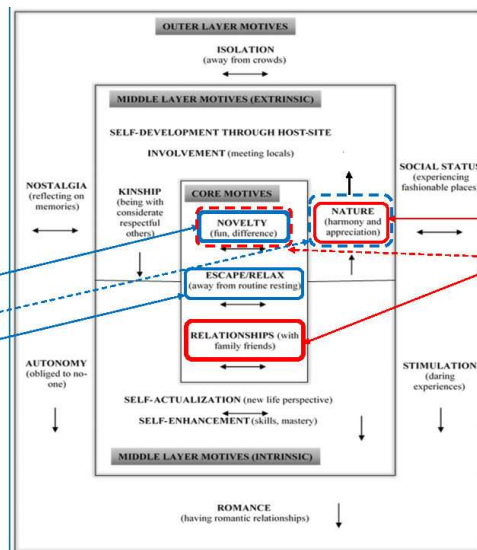 OUTER LAYER MOTIVES
ISOLATION
(away from crowds)
MIDDLE LAYER MOTIVES (EXTRINSIC)
SELF-DEVELOPMENT THROUGH HOST-SITE
INVOLVEMENT (meeting locals)
NOSTALGIA
(reflecting on
memories)
KINSHIP
(being with
considerate
respectful
others)
CORE MOTIVES
NOVELTY
(fun, difference)
NATURE
(harmony and
appreciation)
SOCIAL STATUS
(experiencing
fashionable places)
ESCAPE/RELAX
(away from routine resting)
RELATIONSHIPS (with
family friends)
AUTONOMY
(obliged to no-
one)
STIMULATION
(daring
experiences)
SELF-ACTUALIZATION (new life perspective)
SELF-ENHANCEMENT (skills, mastery)
MIDDLE LAYER MOTIVES (INTRINSIC)
ROMANCE
(having romantic relationships)